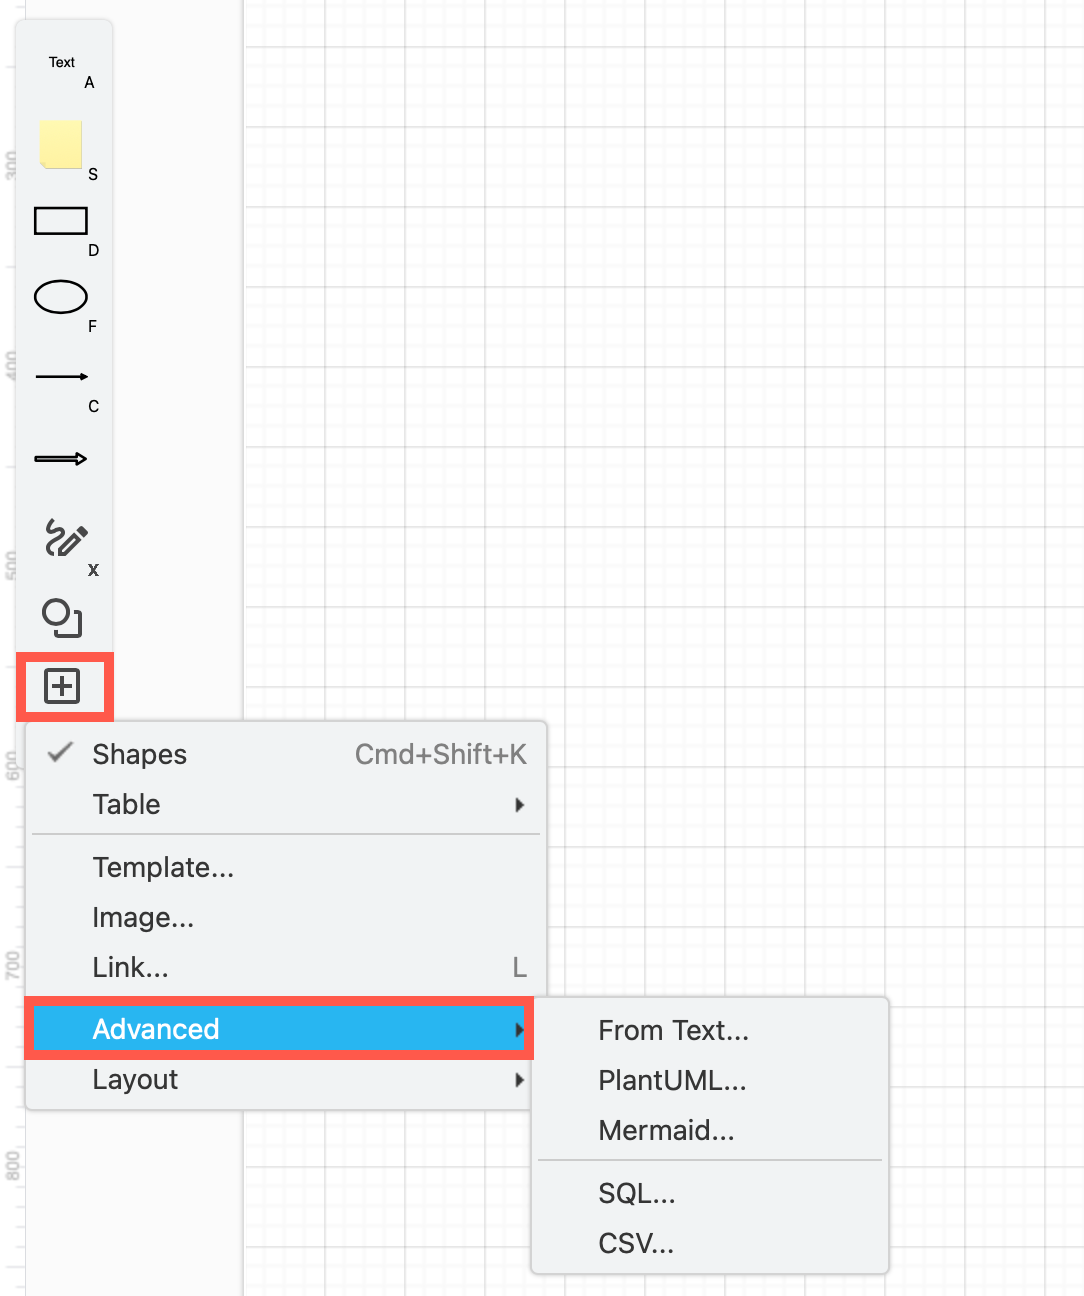 Text
A
S
D
F
C
X
300
400
500
600
700
800
Shapes Cmd+Shift+K
Table
Template...
Image...
Link... L
Advanced
Layout
From Text...
PlantUML...
Mermaid...
SQL...
CSV...